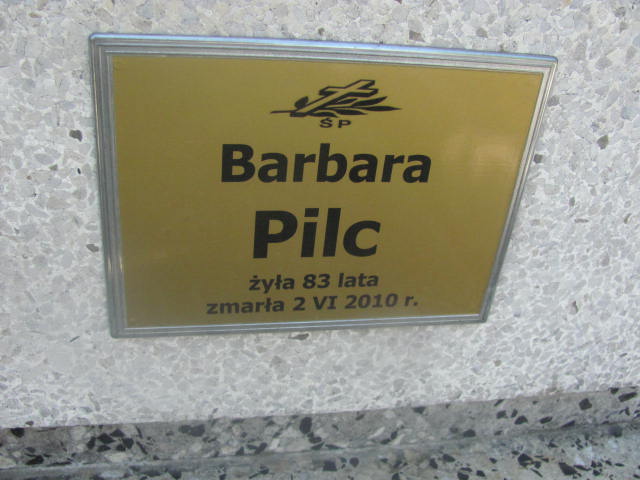 ŚP
Barbara
Pilc
żyła 83 lata
zmarła 2 VI 2010 r.